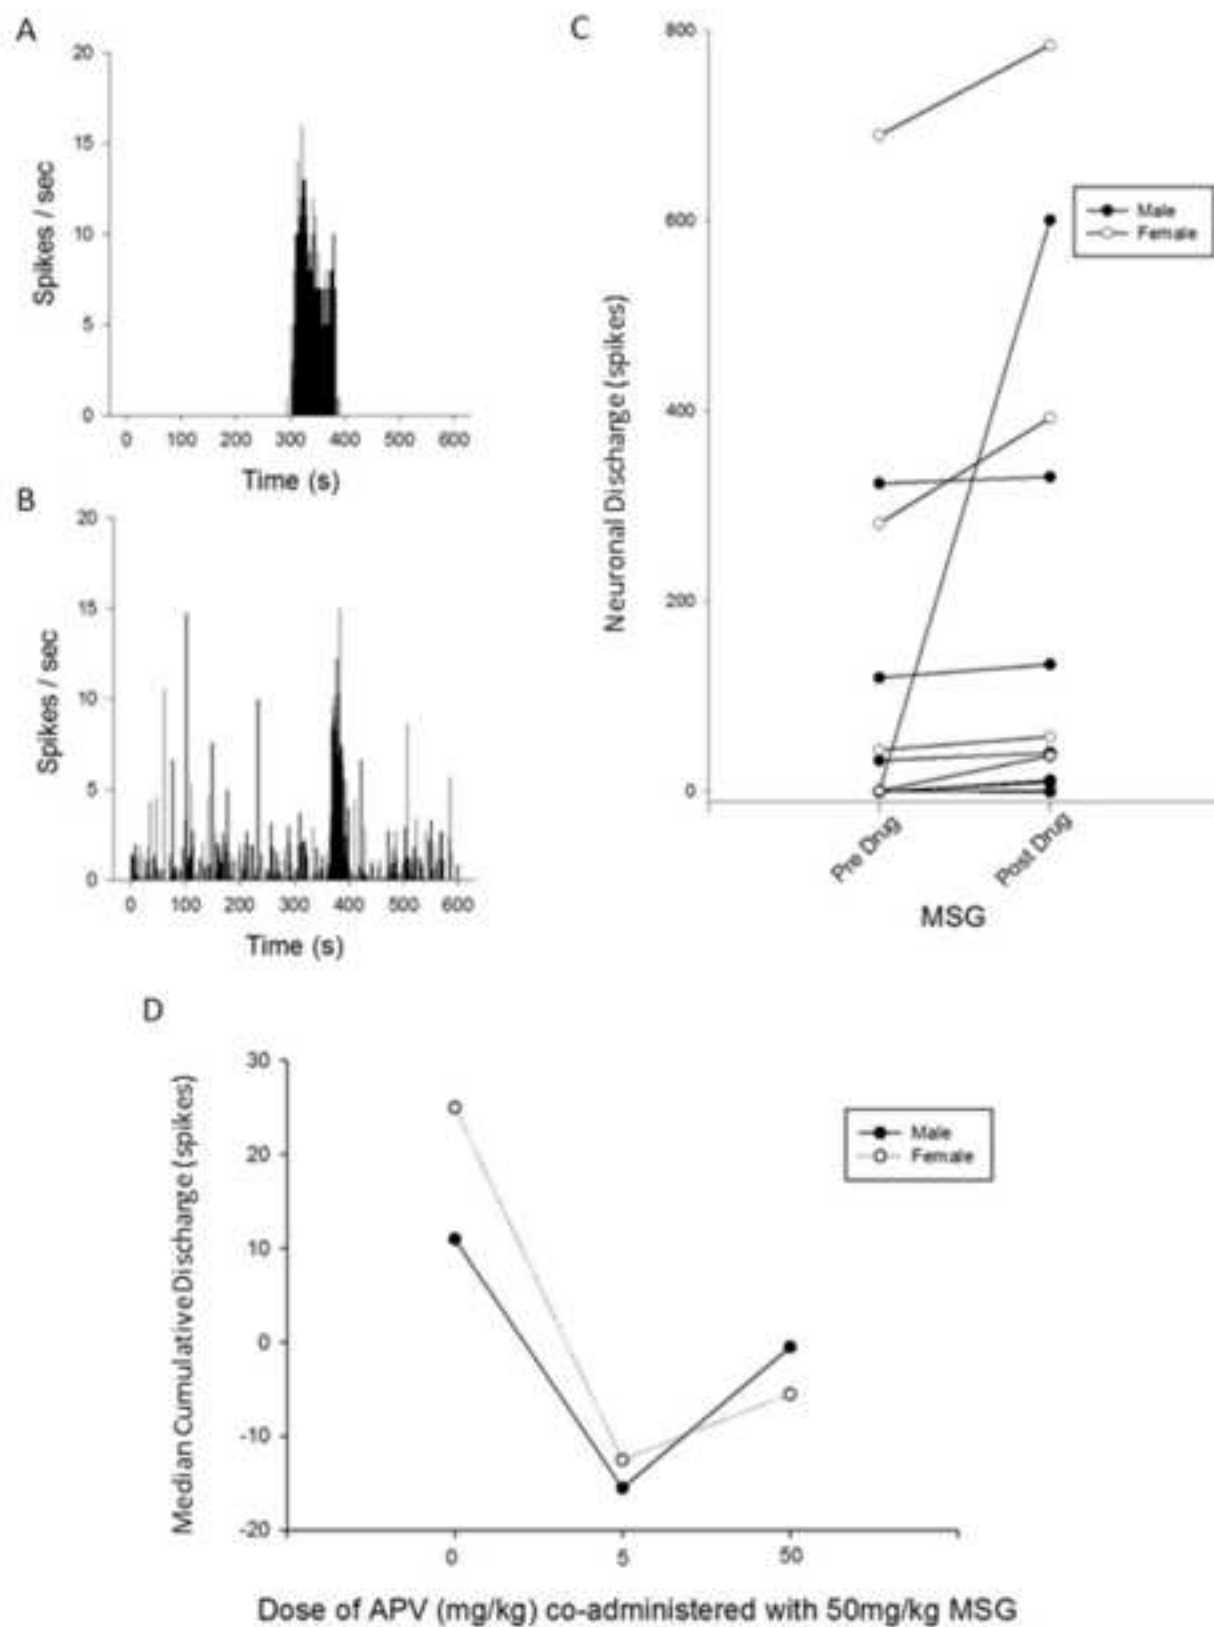 A
20
15
10
5
0
Spikes / sec
0 100 200 300 400 500 600
Time (s)
B
20
15
10
5
0
Spikes / sec
0 100 200 300 400 500 600
Time (s)
C
800
600
400
200
0
Neuronal Discharge (spikes)
Male
Female
Pre Drug
Post Drug
MSG
D
30
20
10
0
-10
-20
Median Cumulative Discharge (spikes)
Male
Female
0 5 50
Dose of APV (mg/kg) co-administered with 50mg/kg MSG